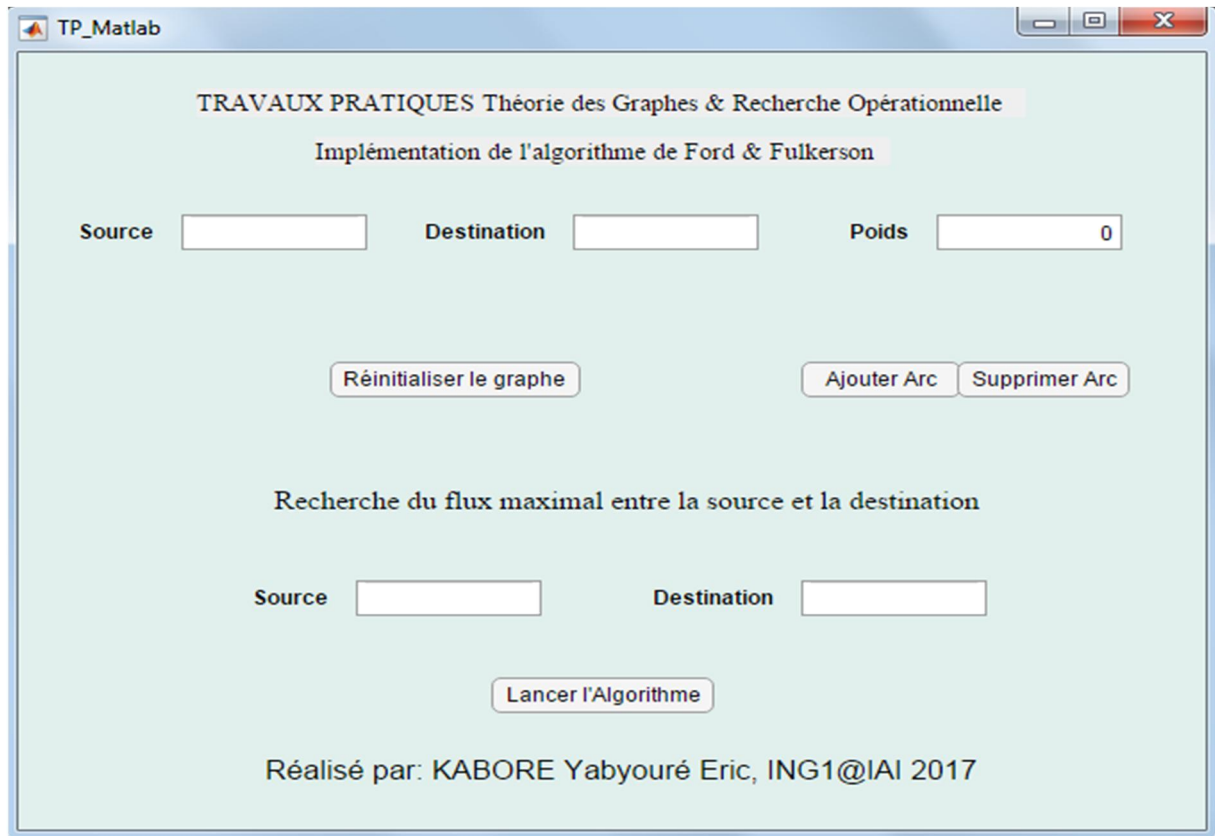 TP_Matlab
TRAVAUX PRATIQUES Théorie des Graphes & Recherche Opérationnelle
Implémentation de l'algorithme de Ford & Fulkerson
Source Destination Poids 0
Réinitialiser le graphe Ajouter Arc Supprimer Arc
Recherche du flux maximal entre la source et la destination
Source Destination
Lancer l'Algorithme
Réalisé par: KABORE Yabyouré Eric, ING1@IAI 2017